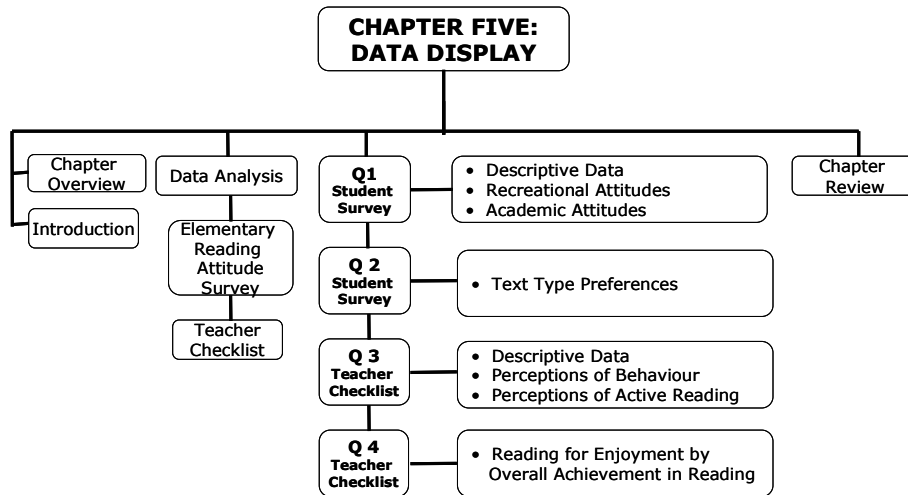 CHAPTER FIVE:
DATA DISPLAY
Chapter
Overview
Introduction
Data Analysis
Elementary
Reading
Attitude
Survey
Teacher
Checklist
Q1
Student
Survey
• Descriptive Data
• Recreational Attitudes
• Academic Attitudes
Q 2
Student
Survey
• Text Type Preferences
Q 3
Teacher
Checklist
• Descriptive Data
• Perceptions of Behaviour
• Perceptions of Active Reading
Q 4
Teacher
Checklist
• Reading for Enjoyment by
Overall Achievement in Reading
Chapter
Review